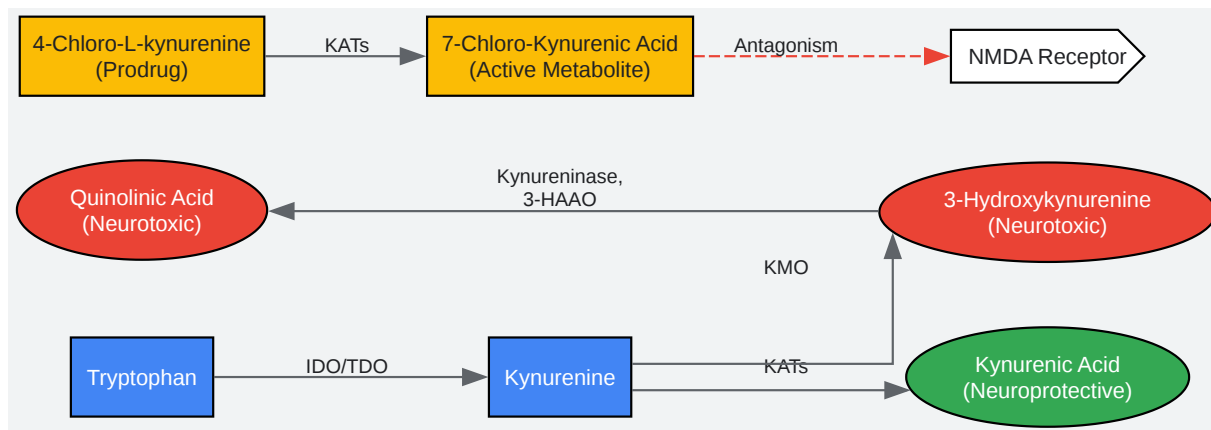 4-Chloro-L-kynurenine
(Prodrug)
KATs
7-Chloro-Kynurenic Acid
(Active Metabolite)
Antagonism
NMDA Receptor
Quinolinic Acid
(Neurotoxic)
Kynureninase,
3-HAAO
3-Hydroxykynurenine
(Neurotoxic)
KMO
Tryptophan
IDO/TDO
Kynurenine
KATs
Kynurenic Acid
(Neuroprotective)